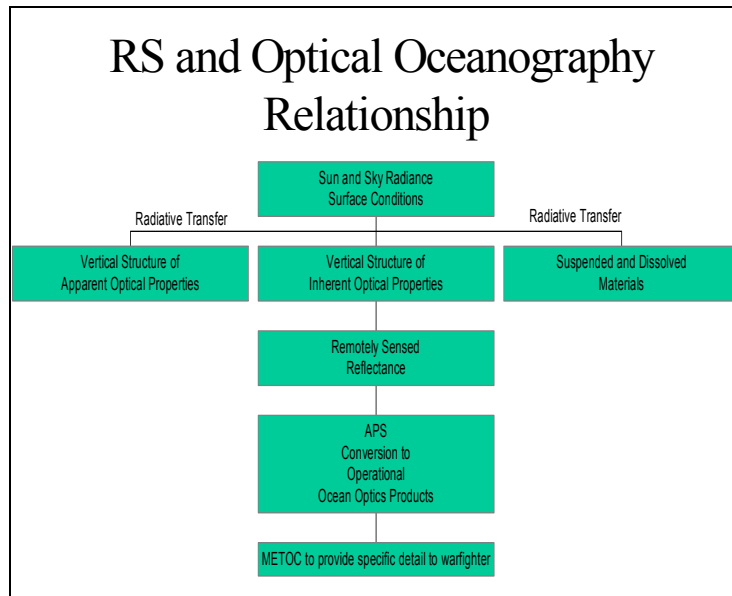 RS and Optical Oceanography
Relationship
Sun and Sky Radiance
Surface Conditions
Radiative Transfer
Radiative Transfer
Vertical Structure of
Apparent Optical Properties
Vertical Structure of
Inherent Optical Properties
Suspended and Dissolved
Materials
Remotely Sensed
Reflectance
APS
Conversion to
Operational
Ocean Optics Products
METOC to provide specific detail to warfighter